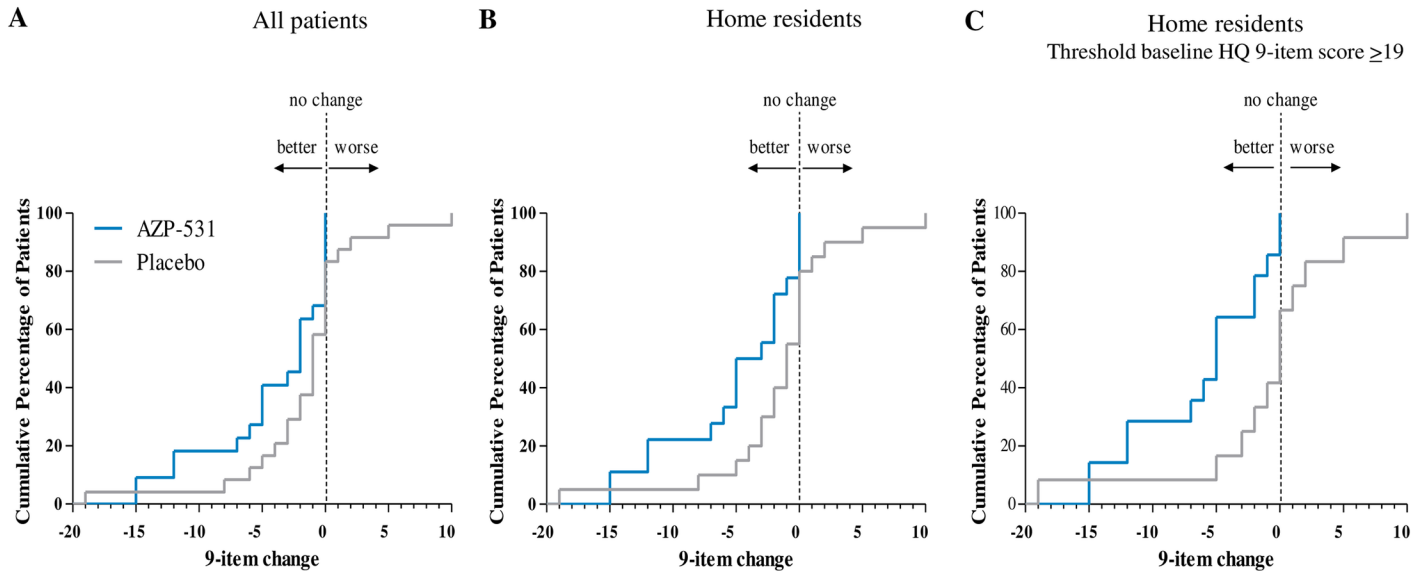 A
All patients
no change
better
worse
Cumulative Percentage of Patients
100
80
60
40
20
0
AZP-531
Placebo
-20
-15
-10
-5
0
5
10
9-item change
B
Home residents
no change
better
worse
Cumulative Percentage of Patients
100
80
60
40
20
0
-20
-15
-10
-5
0
5
10
9-item change
C
Home residents
Threshold baseline HQ 9-item score ≥19
no change
better
worse
Cumulative Percentage of Patients
100
80
60
40
20
0
-20
-15
-10
-5
0
5
10
9-item change